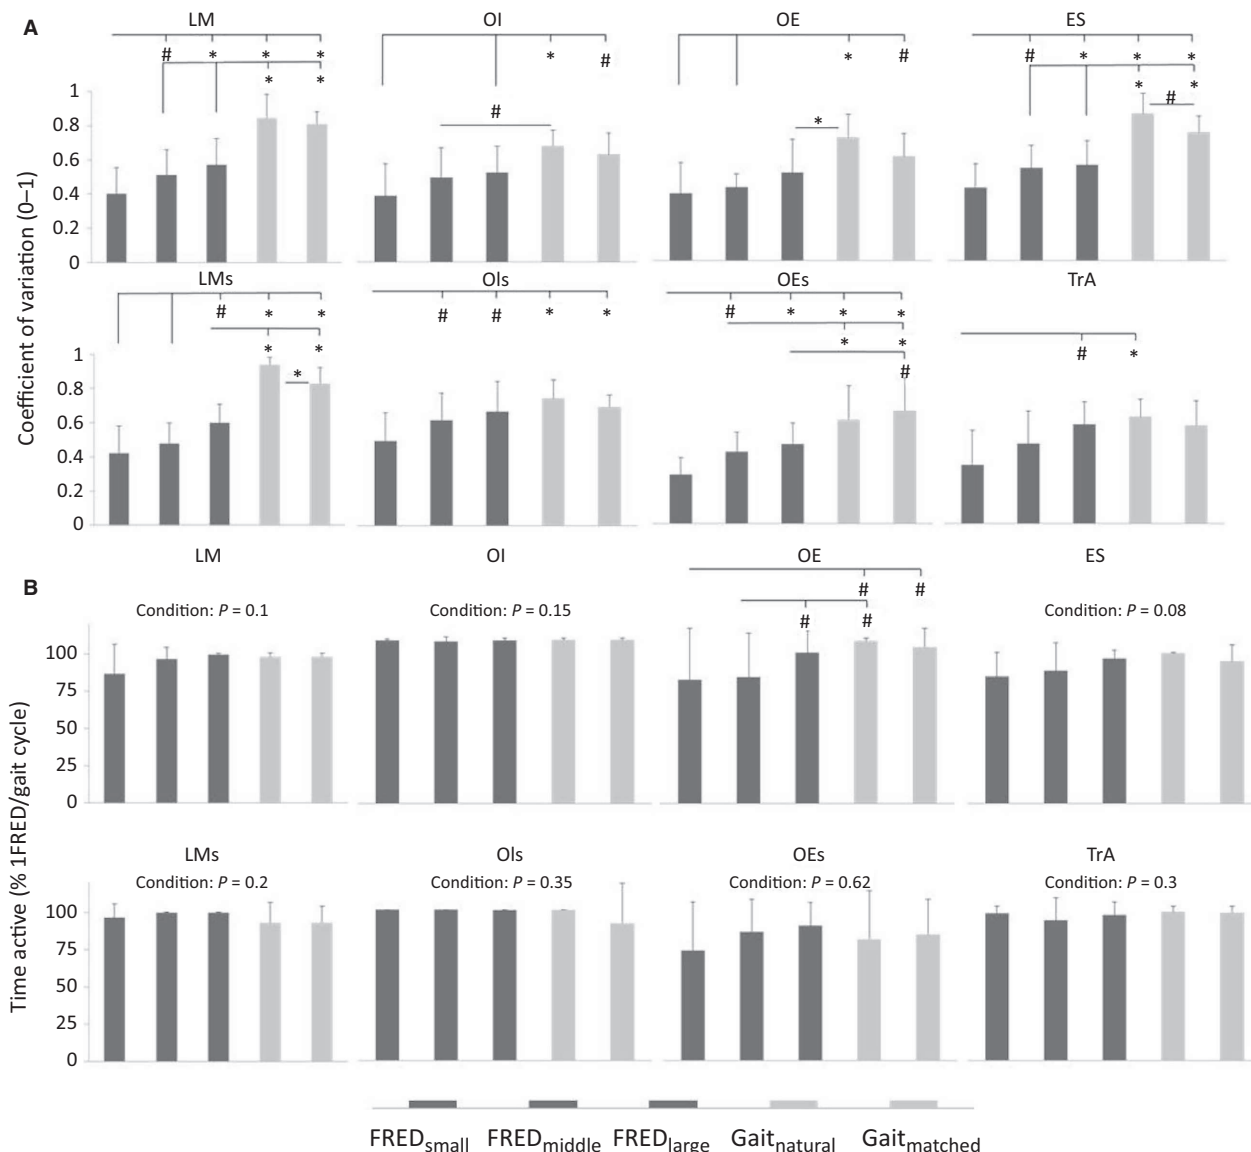 A
LM OI OE ES
# * * * *
* *
* #
#
* #
*
# * * * *
* *
#
Coefficient of variation (0–1)
1
0.8
0.6
0.4
0.2
0
LMs OIs OEs TrA
# * *
* *
*
# # * *
# * * *
* *
#
# *
1
0.8
0.6
0.4
0.2
0
B
LM OI OE ES
Condition: P = 0.1
Condition: P = 0.15
# #
# #
Condition: P = 0.08
Time active (% 1FRED/gait cycle)
100
75
50
25
0
LMs OIs OEs TrA
Condition: P = 0.2
Condition: P = 0.35
Condition: P = 0.62
Condition: P = 0.3
100
75
50
25
0
FREDsmall FREDmiddle FREDlarge Gaitnatural Gaitmatched